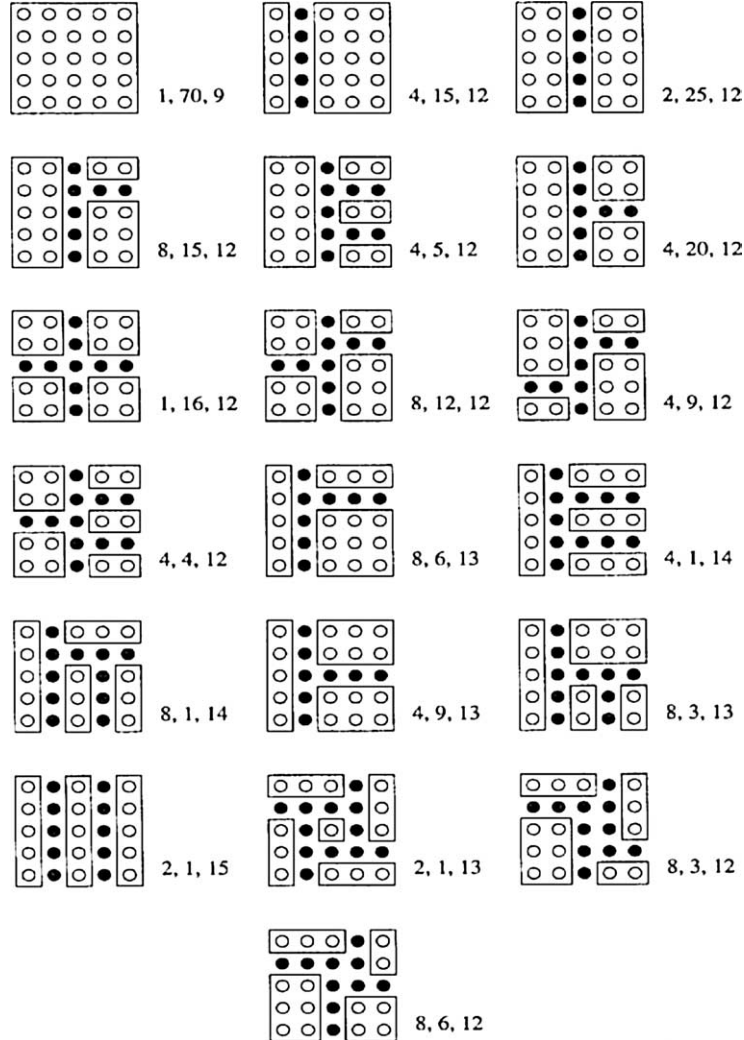 1, 70, 9
4, 15, 12
2, 25, 12
8, 15, 12
4, 5, 12
4, 20, 12
1, 16, 12
8, 12, 12
4, 9, 12
4, 4, 12
8, 6, 13
4, 1, 14
8, 1, 14
4, 9, 13
8, 3, 13
2, 1, 15
2, 1, 13
8, 3, 12
8, 6, 12